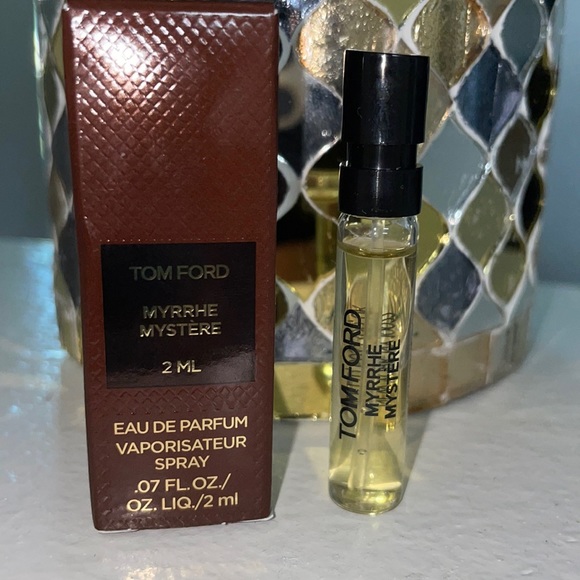 TOM FORD
MYRRHE
MYSTÈRE
2 ML
EAU DE PARFUM
VAPORISATEUR
SPRAY
.07 FL.OZ./
OZ. LIQ./2 ml
TOM FORD
MYRRHE
MYSTÈRE